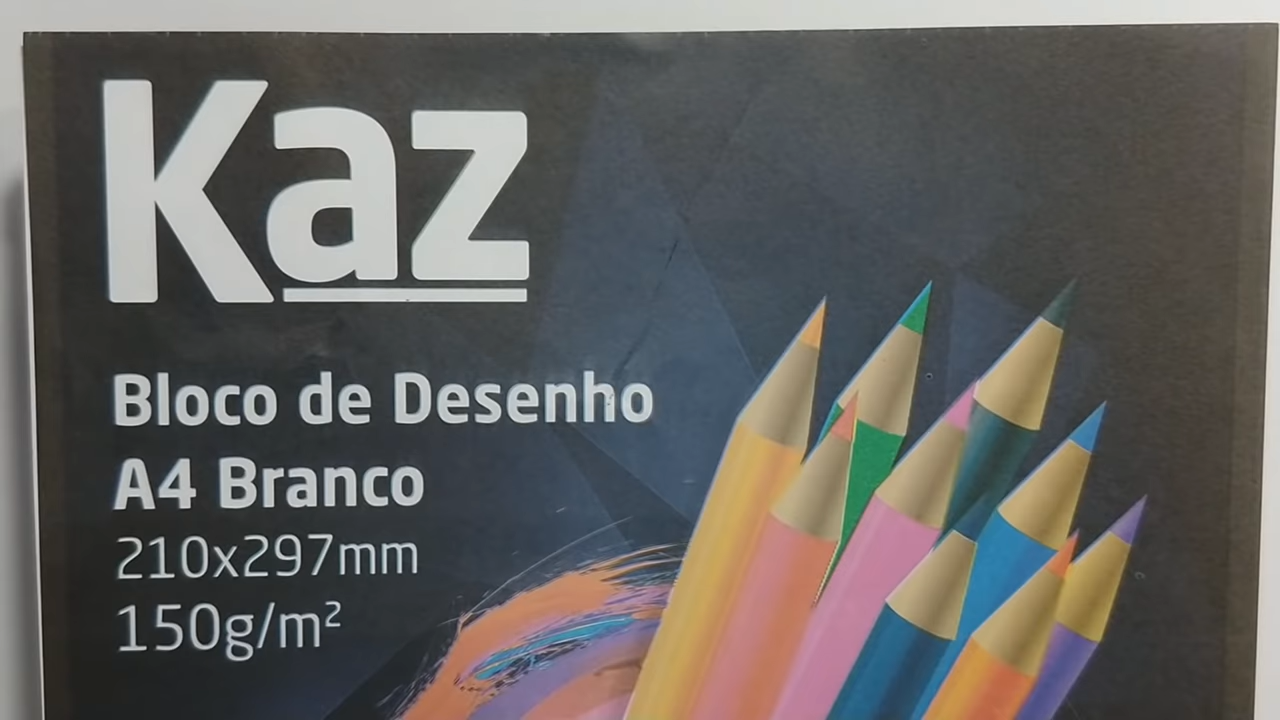 Kaz
Bloco de Desenho
A4 Branco
210x297mm
150g/m²